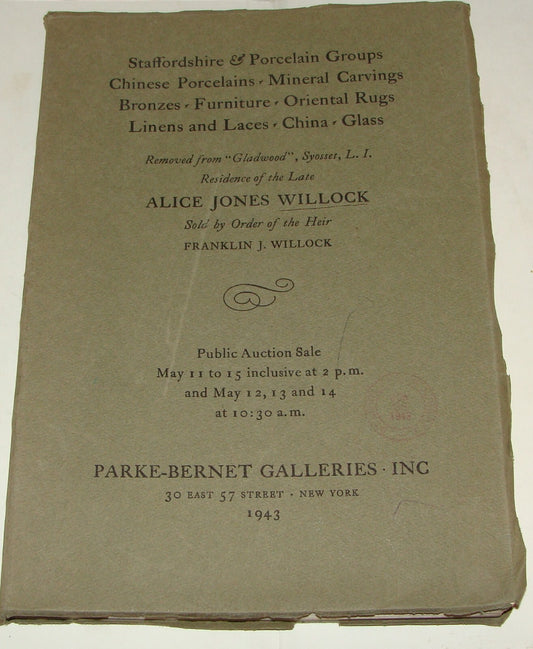 Staffordshire & Porcelain Groups
Chinese Porcelains · Mineral Carvings
Bronzes · Furniture · Oriental Rugs
Linens and Laces · China · Glass
Removed from "Gladwood", Syosset, L. I.
Residence of the Late
ALICE JONES WILLOCK
Sold by Order of the Heir
FRANKLIN J. WILLOCK
Public Auction Sale
May 11 to 15 inclusive at 2 p.m.
and May 12, 13 and 14
at 10:30 a.m.
PARKE-BERNET GALLERIES · INC
30 EAST 57 STREET · NEW YORK
1943